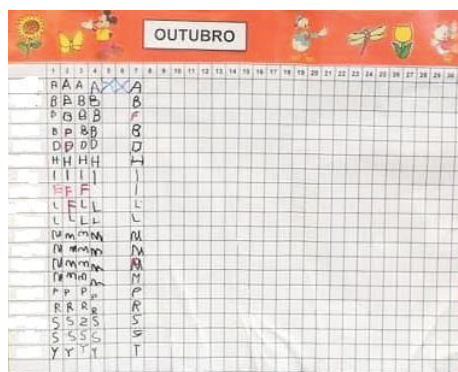 OUTUBRO
1 2 3 4 5 6 7 8 9 10 11 12 13 14 15 16 17 18 19 20 21 22 23 24 25 26 27 28 29 30
A A A A A
B B B B B
D B B B F
B P B B B
D D D D D
H H H H H
I I I I I
E F F I
L F L L L
L L L L L
M m m M M
M m m m M
M m m m M
M m m m M
P P P P P
R R R R R
S S 2 S S
S S S S S
Y Y Y Y T